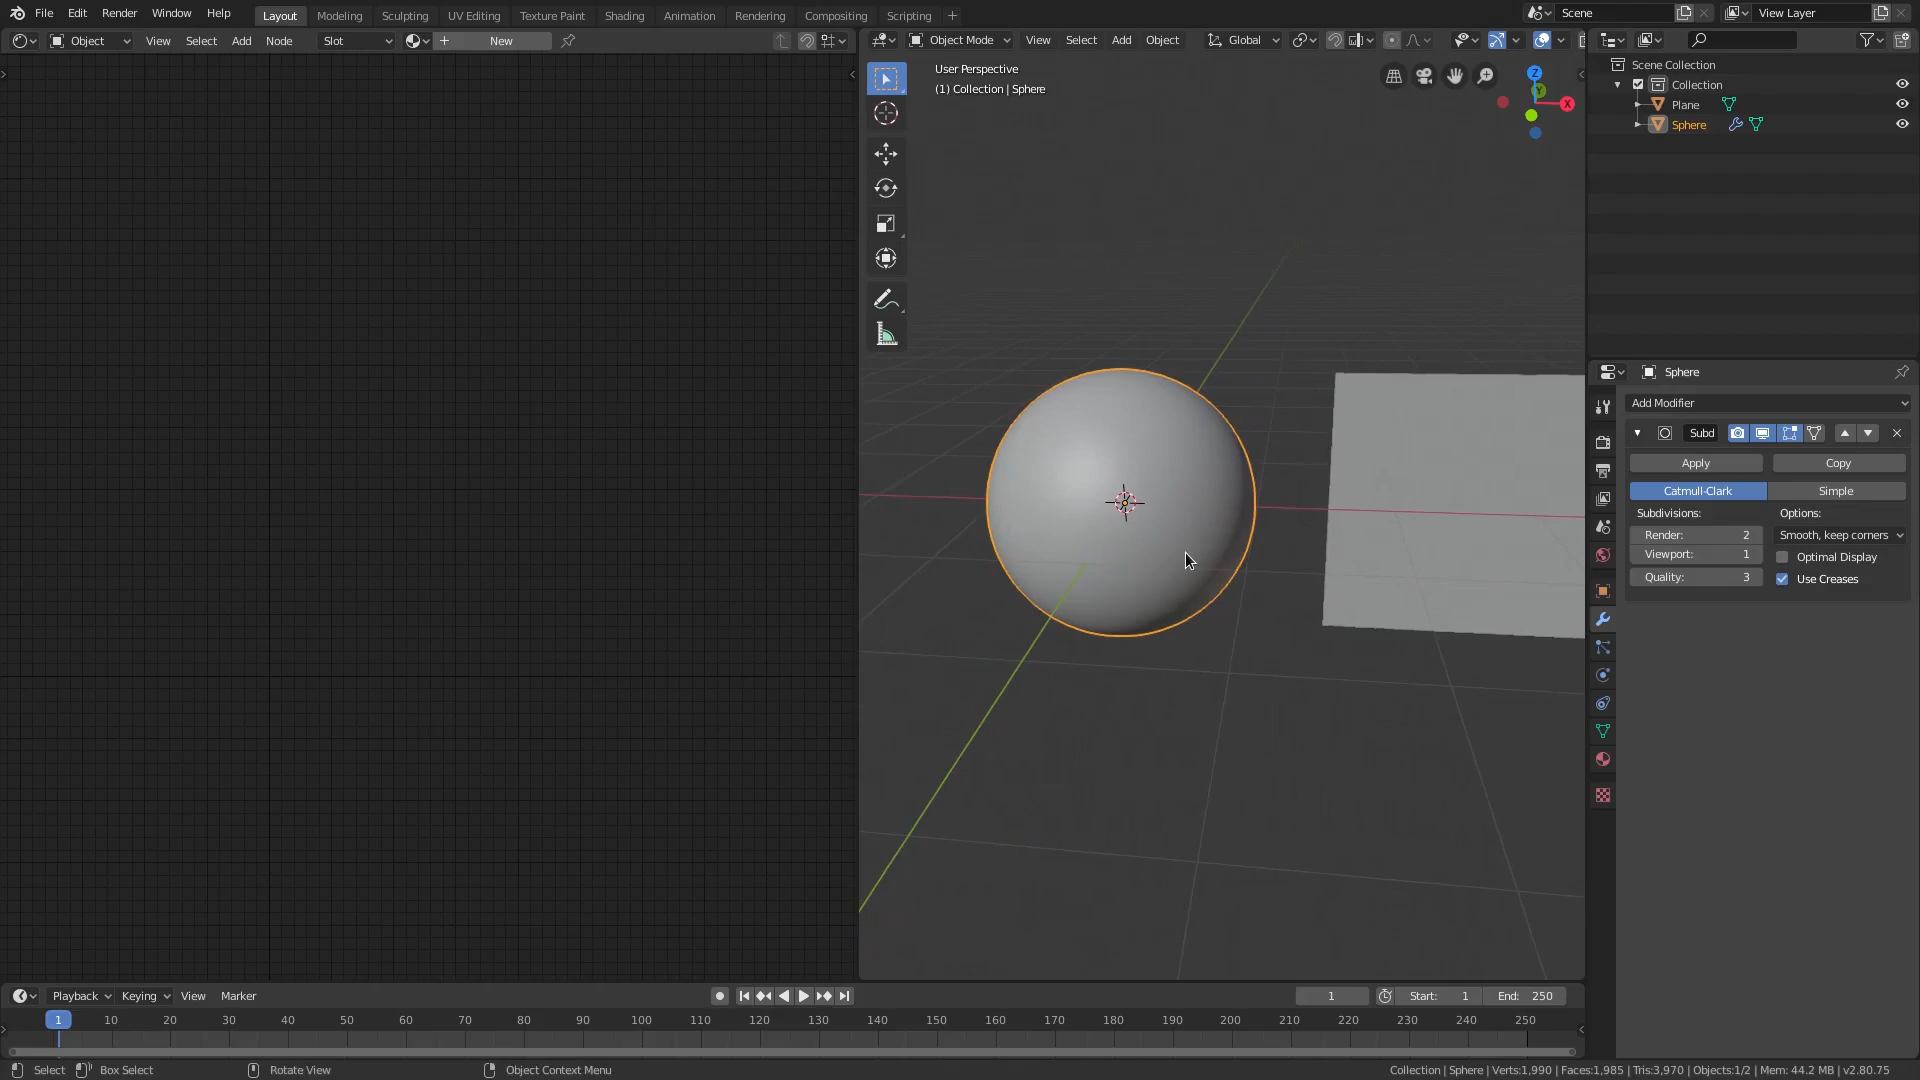 File Edit Render Window Help Layout Modeling Sculpting UV Editing Texture Paint Shading Animation Rendering Compositing Scripting + Scene View Layer
Object View Select Add Node Slot New
Object Mode View Select Add Object Global
User Perspective
(1) Collection | Sphere
Z
Y
X
Scene Collection
Collection
Plane
Sphere
Sphere
Add Modifier
Subd
Apply Copy
Catmull-Clark Simple
Subdivisions: Options:
Render: 2 Smooth, keep corners
Viewport: 1 Optimal Display
Quality: 3 Use Creases
Playback Keying View Marker 1 Start: 1 End: 250
1 10 20 30 40 50 60 70 80 90 100 110 120 130 140 150 160 170 180 190 200 210 220 230 240 250
Select Box Select Rotate View Object Context Menu Collection | Sphere | Verts:1,990 | Faces:1,985 | Tris:3,970 | Objects:1/2 | Mem: 44.2 MB | v2.80.75